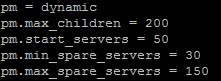 pm = dynamic
pm.max_children = 200
pm.start_servers = 50
pm.min_spare_servers = 30
pm.max_spare_servers = 150